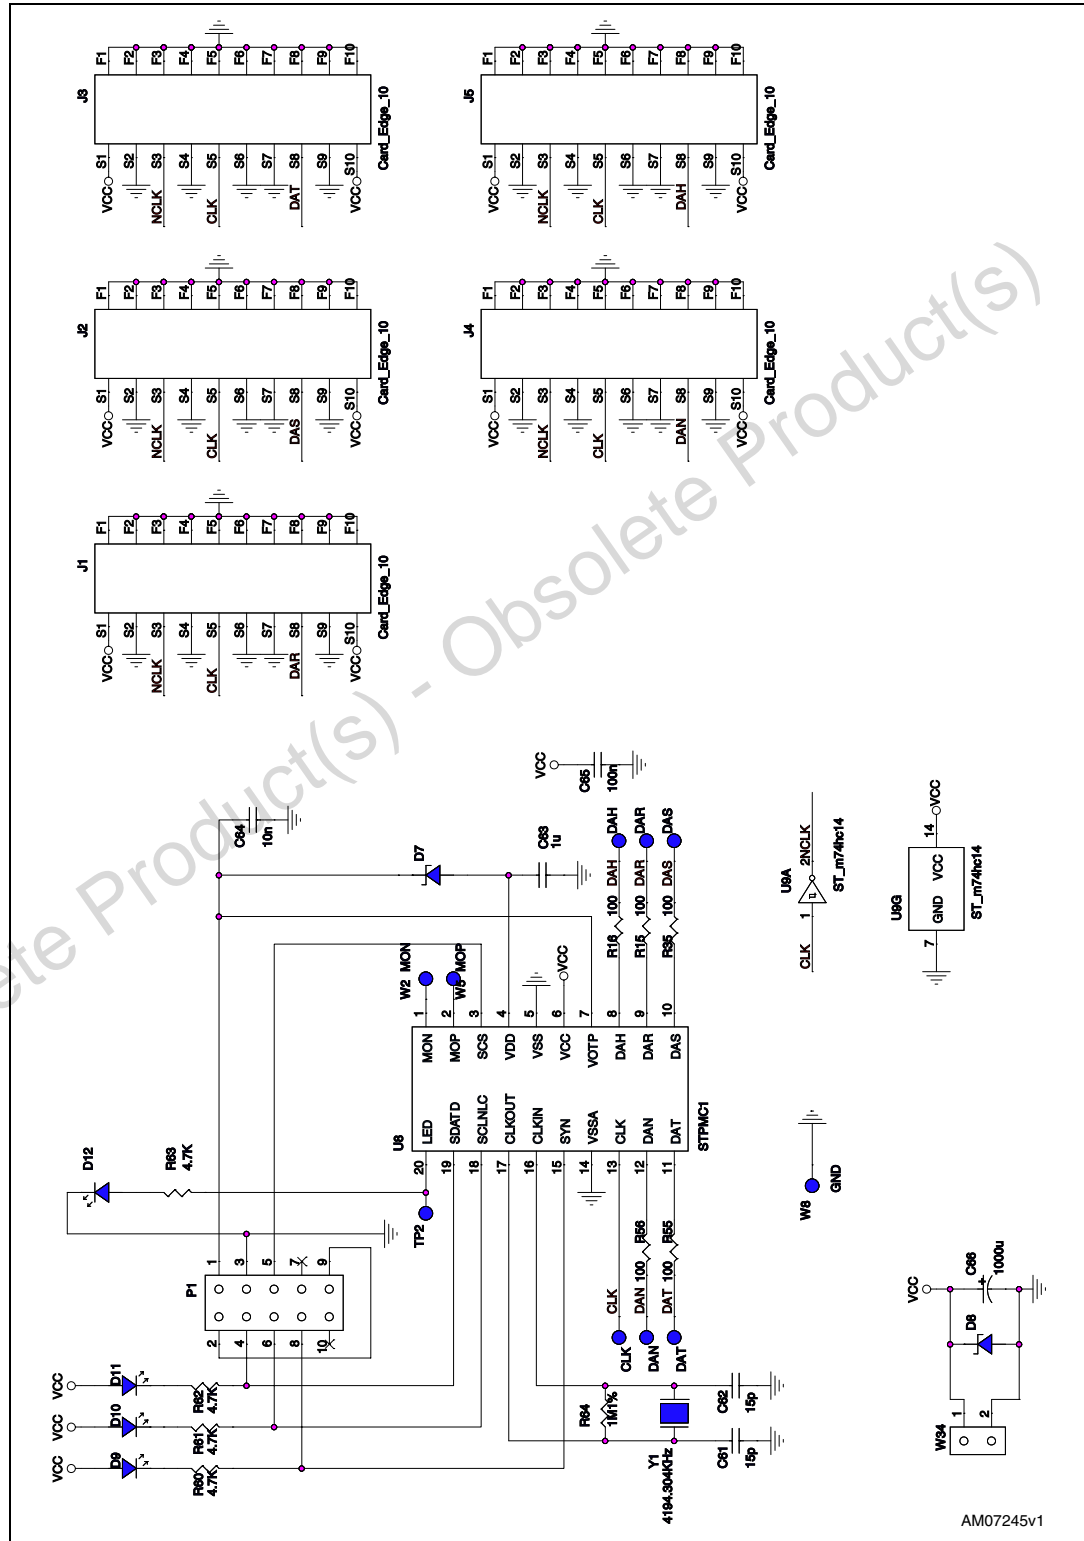 F1 F2 F3 F4 F5 F6 F7 F8 F9 F10
J3
Card_Edge_10
S1 S2 S3 S4 S5 S6 S7 S8 S9 S10
VCC NCLK CLK DAT VCC
F1 F2 F3 F4 F5 F6 F7 F8 F9 F10
J5
Card_Edge_10
S1 S2 S3 S4 S5 S6 S7 S8 S9 S10
VCC NCLK CLK DAH VCC
F1 F2 F3 F4 F5 F6 F7 F8 F9 F10
J2
Card_Edge_10
S1 S2 S3 S4 S5 S6 S7 S8 S9 S10
VCC NCLK CLK DAS VCC
F1 F2 F3 F4 F5 F6 F7 F8 F9 F10
J4
Card_Edge_10
S1 S2 S3 S4 S5 S6 S7 S8 S9 S10
VCC NCLK CLK DAN VCC
F1 F2 F3 F4 F5 F6 F7 F8 F9 F10
J1
Card_Edge_10
S1 S2 S3 S4 S5 S6 S7 S8 S9 S10
VCC NCLK CLK DAR VCC
ete Product(s) - Obsolete Product(s)
VCC
C65
100n
C64
10n
D7
C63
1u
DAH DAR DAS
DAH DAR DAS
100 100 100
R16 R15 R35
W2 MON
W5 MOP
VCC
1 2 3 4 5 6 7 8 9 10
MON MOP SCS VDD VSS VCC VOTP DAH DAR DAS
U8
STPMC1
LED SDATD SCLNLC CLKOUT CLKIN SYN VSSA CLK DAN DAT
20 19 18 17 16 15 14 13 12 11
TP2
D12
R63
4.7K
P1
1 3 5 7 9
2 4 6 8 10
VCC D11 R62 4.7K
VCC D10 R61 4.7K
VCC D9 R60 4.7K
R56 R55
100 100
CLK DAN DAT
CLK DAN DAT
R64
1M1%
Y1
4194.304KHz
C62
15p
C61
15p
U9A
CLK 1 2NCLK
ST_m74hc14
U9G
VCC
14
GND VCC
7
ST_m74hc14
W8
GND
VCC
C66
+
1000u
D8
1
2
W34
AM07245v1